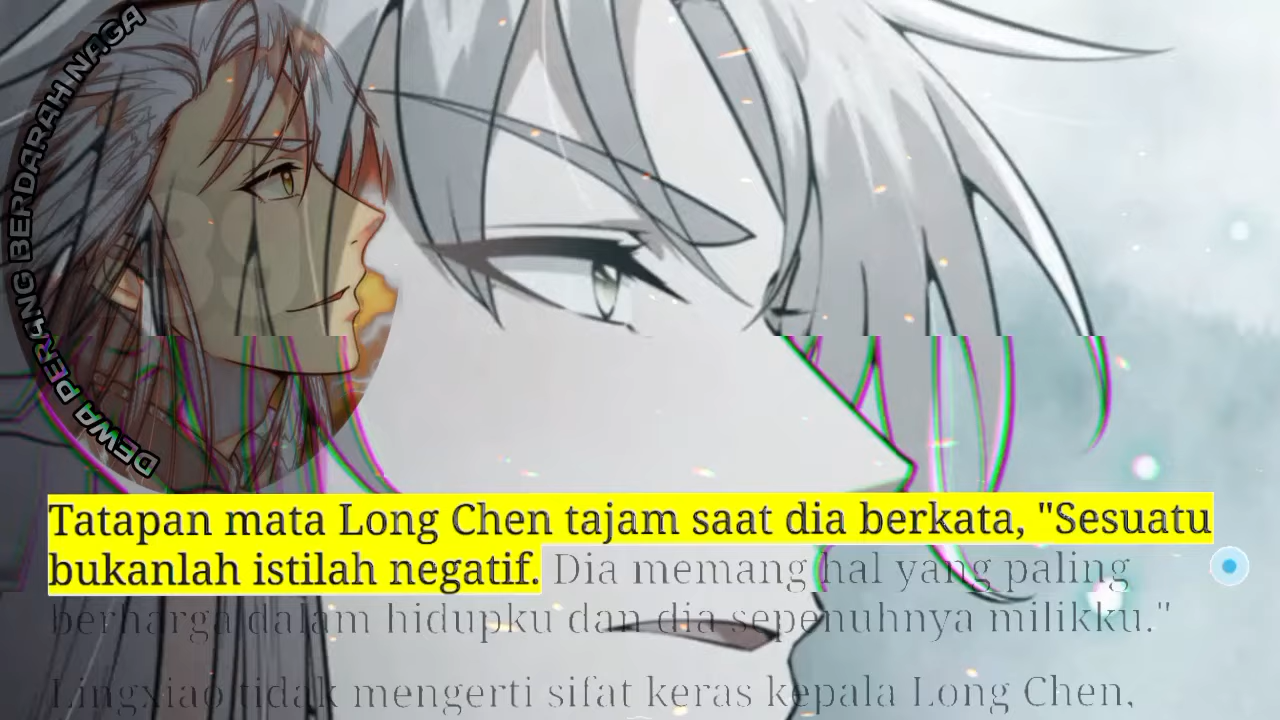 DEWA PERANG BERDARAH NAGA
Tatapan mata Long Chen tajam saat dia berkata, "Sesuatu
bukanlah istilah negatif. Dia memang hal yang paling
berharga dalam hidupku dan dia sepenuhnya milikku."
Lingxiao tidak mengerti sifat keras kepala Long Chen,